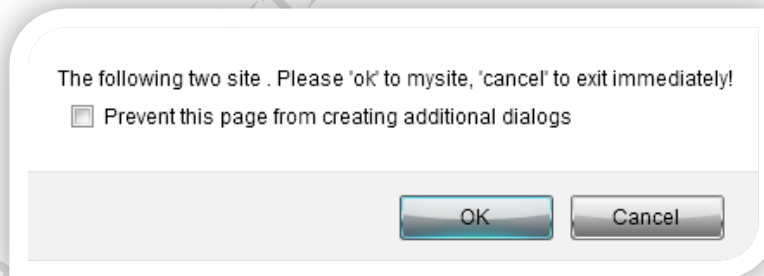 The following two site . Please 'ok' to mysite, 'cancel' to exit immediately!
Prevent this page from creating additional dialogs
OK
Cancel